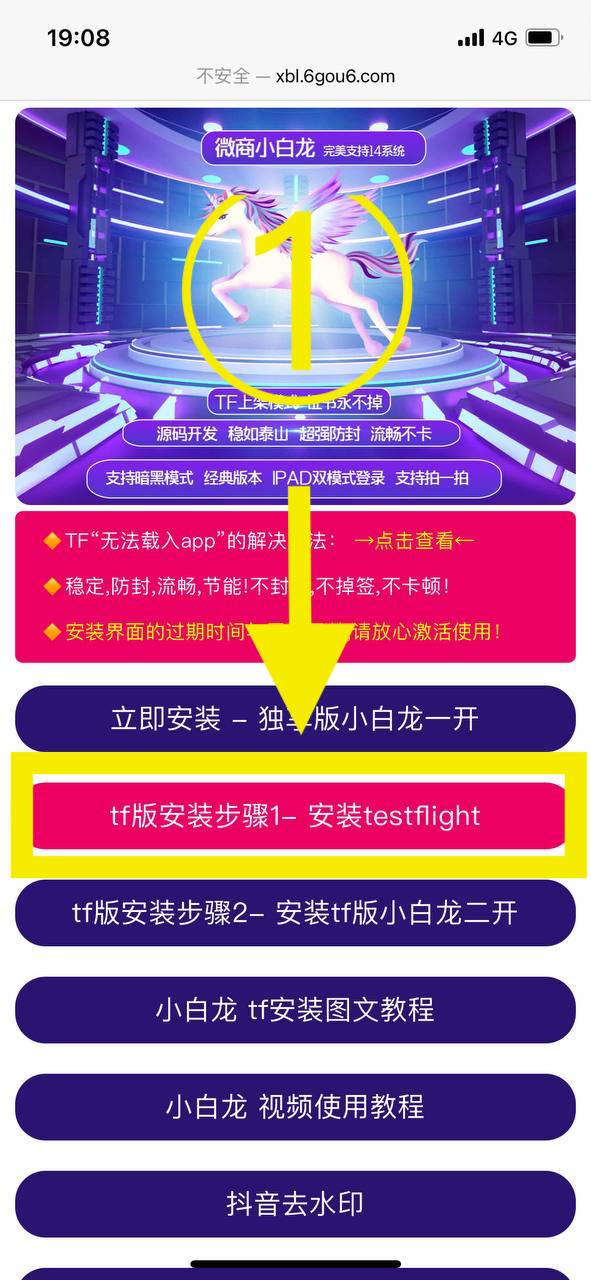 19:08
4G
不安全 — xbl.6gou6.com
微商小白龙 完美支持14系统
1
TF上架模式 证书永不掉
源码开发 稳如泰山 超强防封 流畅不卡
支持暗黑模式 经典版本 IPAD双模式登录 支持拍一拍
TF“无法载入app”的解决 法： →点击查看←
稳定,防封,流畅,节能!不封 ,不掉签,不卡顿!
安装界面的过期时间 请放心激活使用!
立即安装 - 独享版小白龙一开
tf版安装步骤1- 安装testflight
tf版安装步骤2- 安装tf版小白龙二开
小白龙 tf安装图文教程
小白龙 视频使用教程
抖音去水印